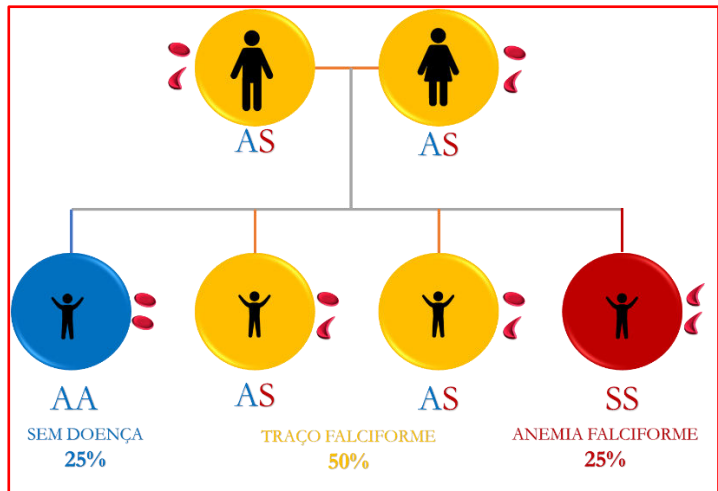 AS AS
AA AS AS SS
SEM DOENÇA TRAÇO FALCIFORME ANEMIA FALCIFORME
25% 50% 25%